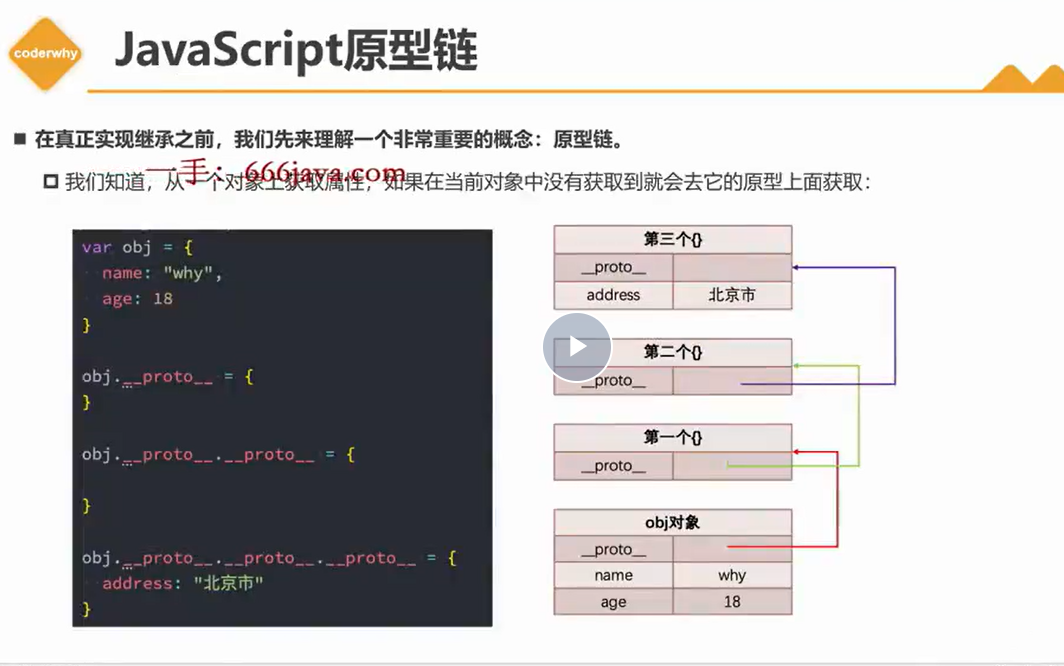 coderwhy
JavaScript原型链
在真正实现继承之前，我们先来理解一个非常重要的概念：原型链。
一手：666java.com
我们知道，从一个对象上获取属性，如果在当前对象中没有获取到就会去它的原型上面获取：
var obj = {
name: "why",
age: 18
}
obj.__proto__ = {
}
obj.__proto__.__proto__ = {
}
obj.__proto__.__proto__.__proto__ = {
address: "北京市"
}
第三个{}
__proto__
address 北京市
第二个{}
__proto__
第一个{}
__proto__
obj对象
__proto__
name why
age 18